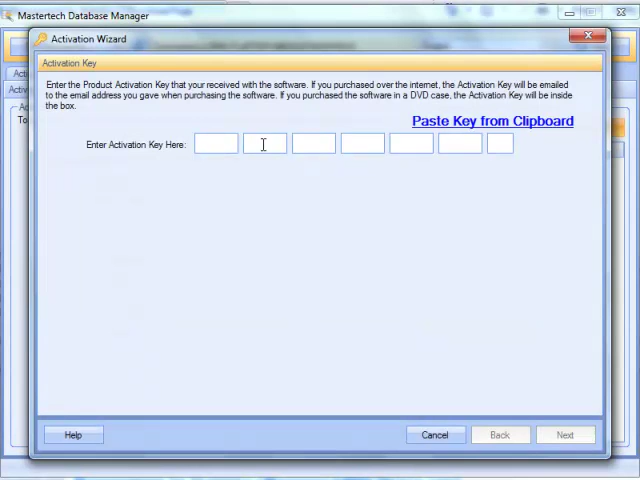 Mastertech Database Manager
Activation Wizard
Activation Key
Enter the Product Activation Key that your received with the software. If you purchased over the internet, the Activation Key will be emailed
to the email address you gave when purchasing the software. If you purchased the software in a DVD case, the Activation Key will be inside
the box.
Paste Key from Clipboard
Enter Activation Key Here:
Help
Cancel
Back
Next